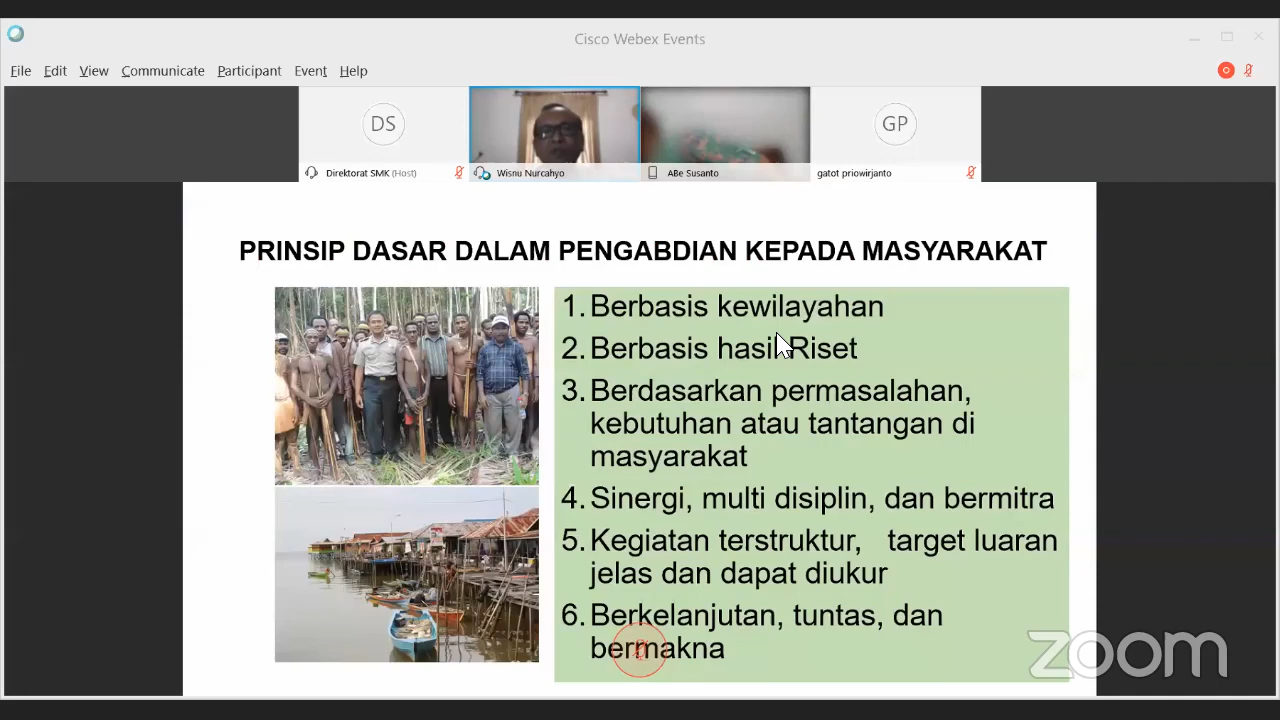 Cisco Webex Events
File Edit View Communicate Participant Event Help
DS
GP
Direktorat SMK (Host)
Wisnu Nurcahyo
ABe Susanto
gatot priowirjanto
PRINSIP DASAR DALAM PENGABDIAN KEPADA MASYARAKAT
1. Berbasis kewilayahan
2. Berbasis hasil Riset
3. Berdasarkan permasalahan,
kebutuhan atau tantangan di
masyarakat
4. Sinergi, multi disiplin, dan bermitra
5. Kegiatan terstruktur, target luaran
jelas dan dapat diukur
6. Berkelanjutan, tuntas, dan
bermakna
zoom